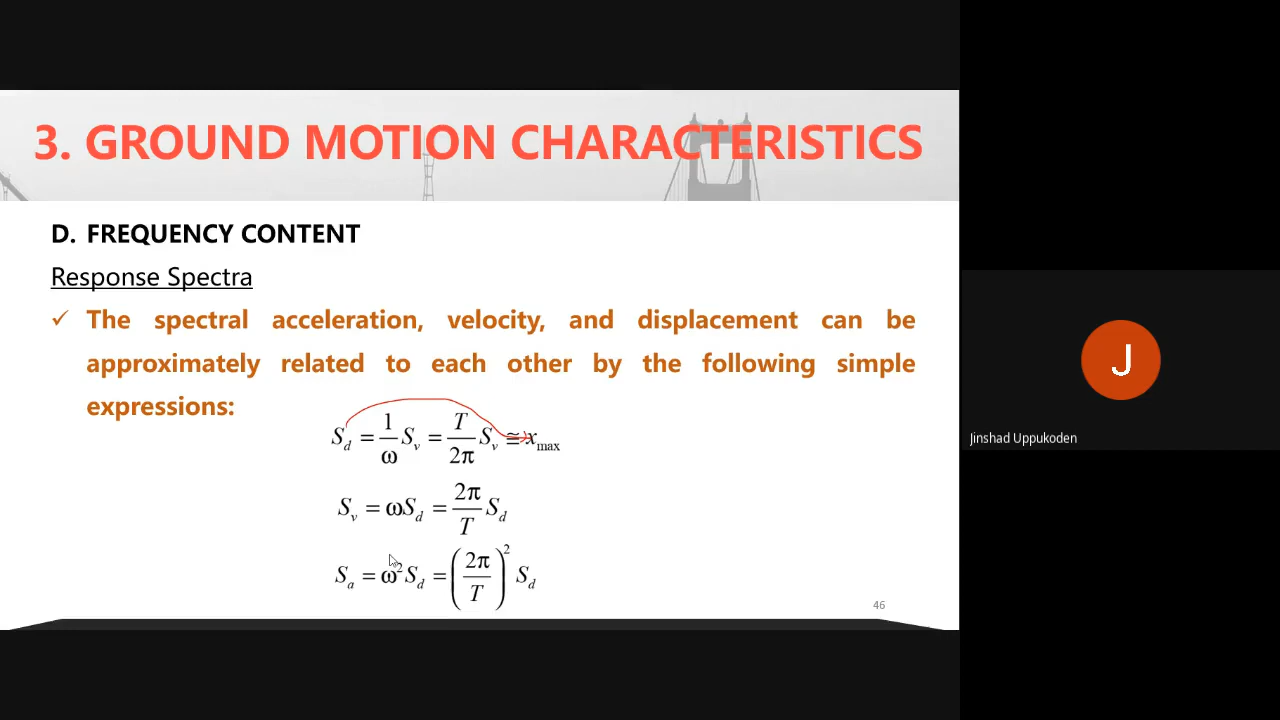 3. GROUND MOTION CHARACTERISTICS
D. FREQUENCY CONTENT
Response Spectra
✓ The spectral acceleration, velocity, and displacement can be
approximately related to each other by the following simple
expressions:
S_d = 1/ω S_v = T/2π S_v ≅ x_max
S_v = ωS_d = 2π/T S_d
S_a = ω²S_d = (2π/T)² S_d
46
J
Jinshad Uppukoden